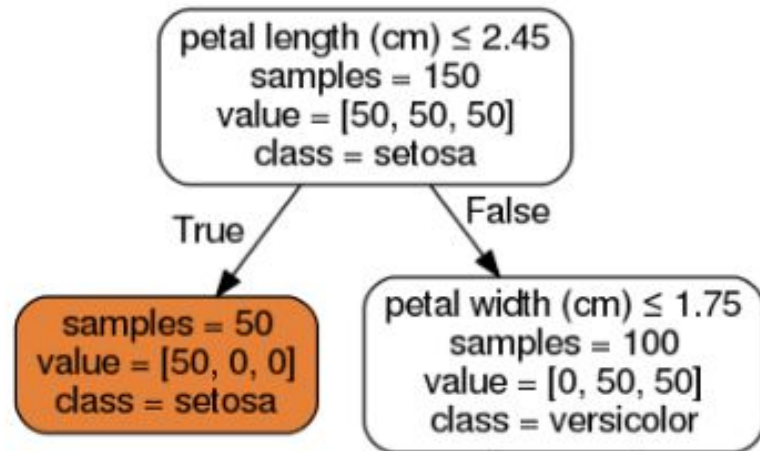 petal length (cm) ≤ 2.45
samples = 150
value = [50, 50, 50]
class = setosa
True
False
samples = 50
value = [50, 0, 0]
class = setosa
petal width (cm) ≤ 1.75
samples = 100
value = [0, 50, 50]
class = versicolor